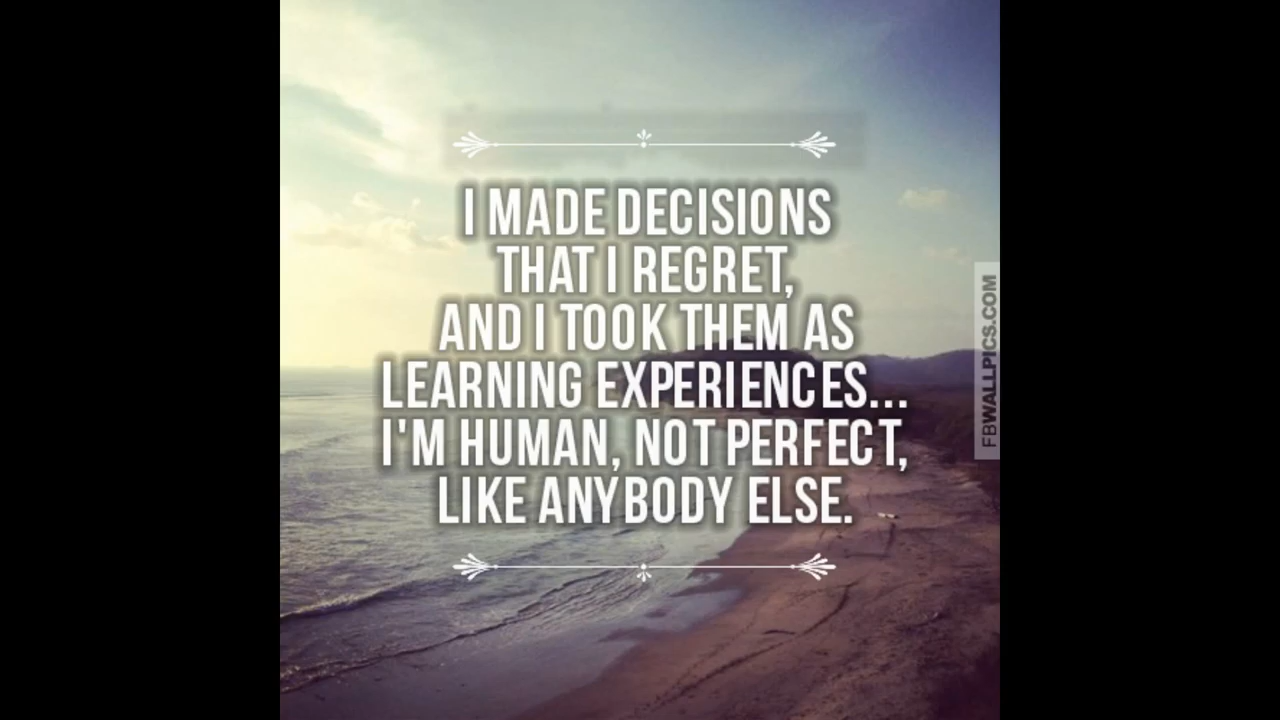 I MADE DECISIONS
THAT I REGRET,
AND I TOOK THEM AS
LEARNING EXPERIENCES...
I'M HUMAN, NOT PERFECT,
LIKE ANYBODY ELSE.
FBWALLPICS.COM